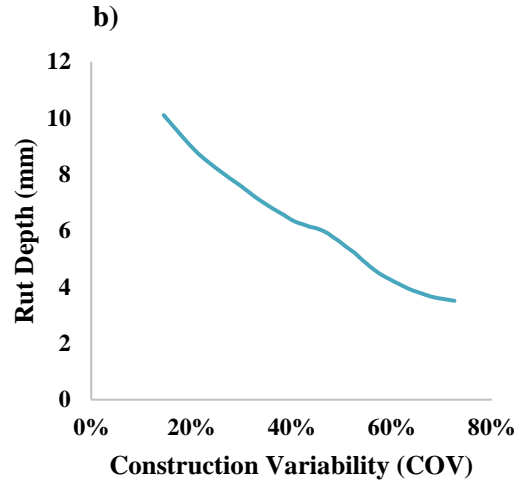 b)
12
10
8
6
4
2
0
Rut Depth (mm)
0% 20% 40% 60% 80%
Construction Variability (COV)